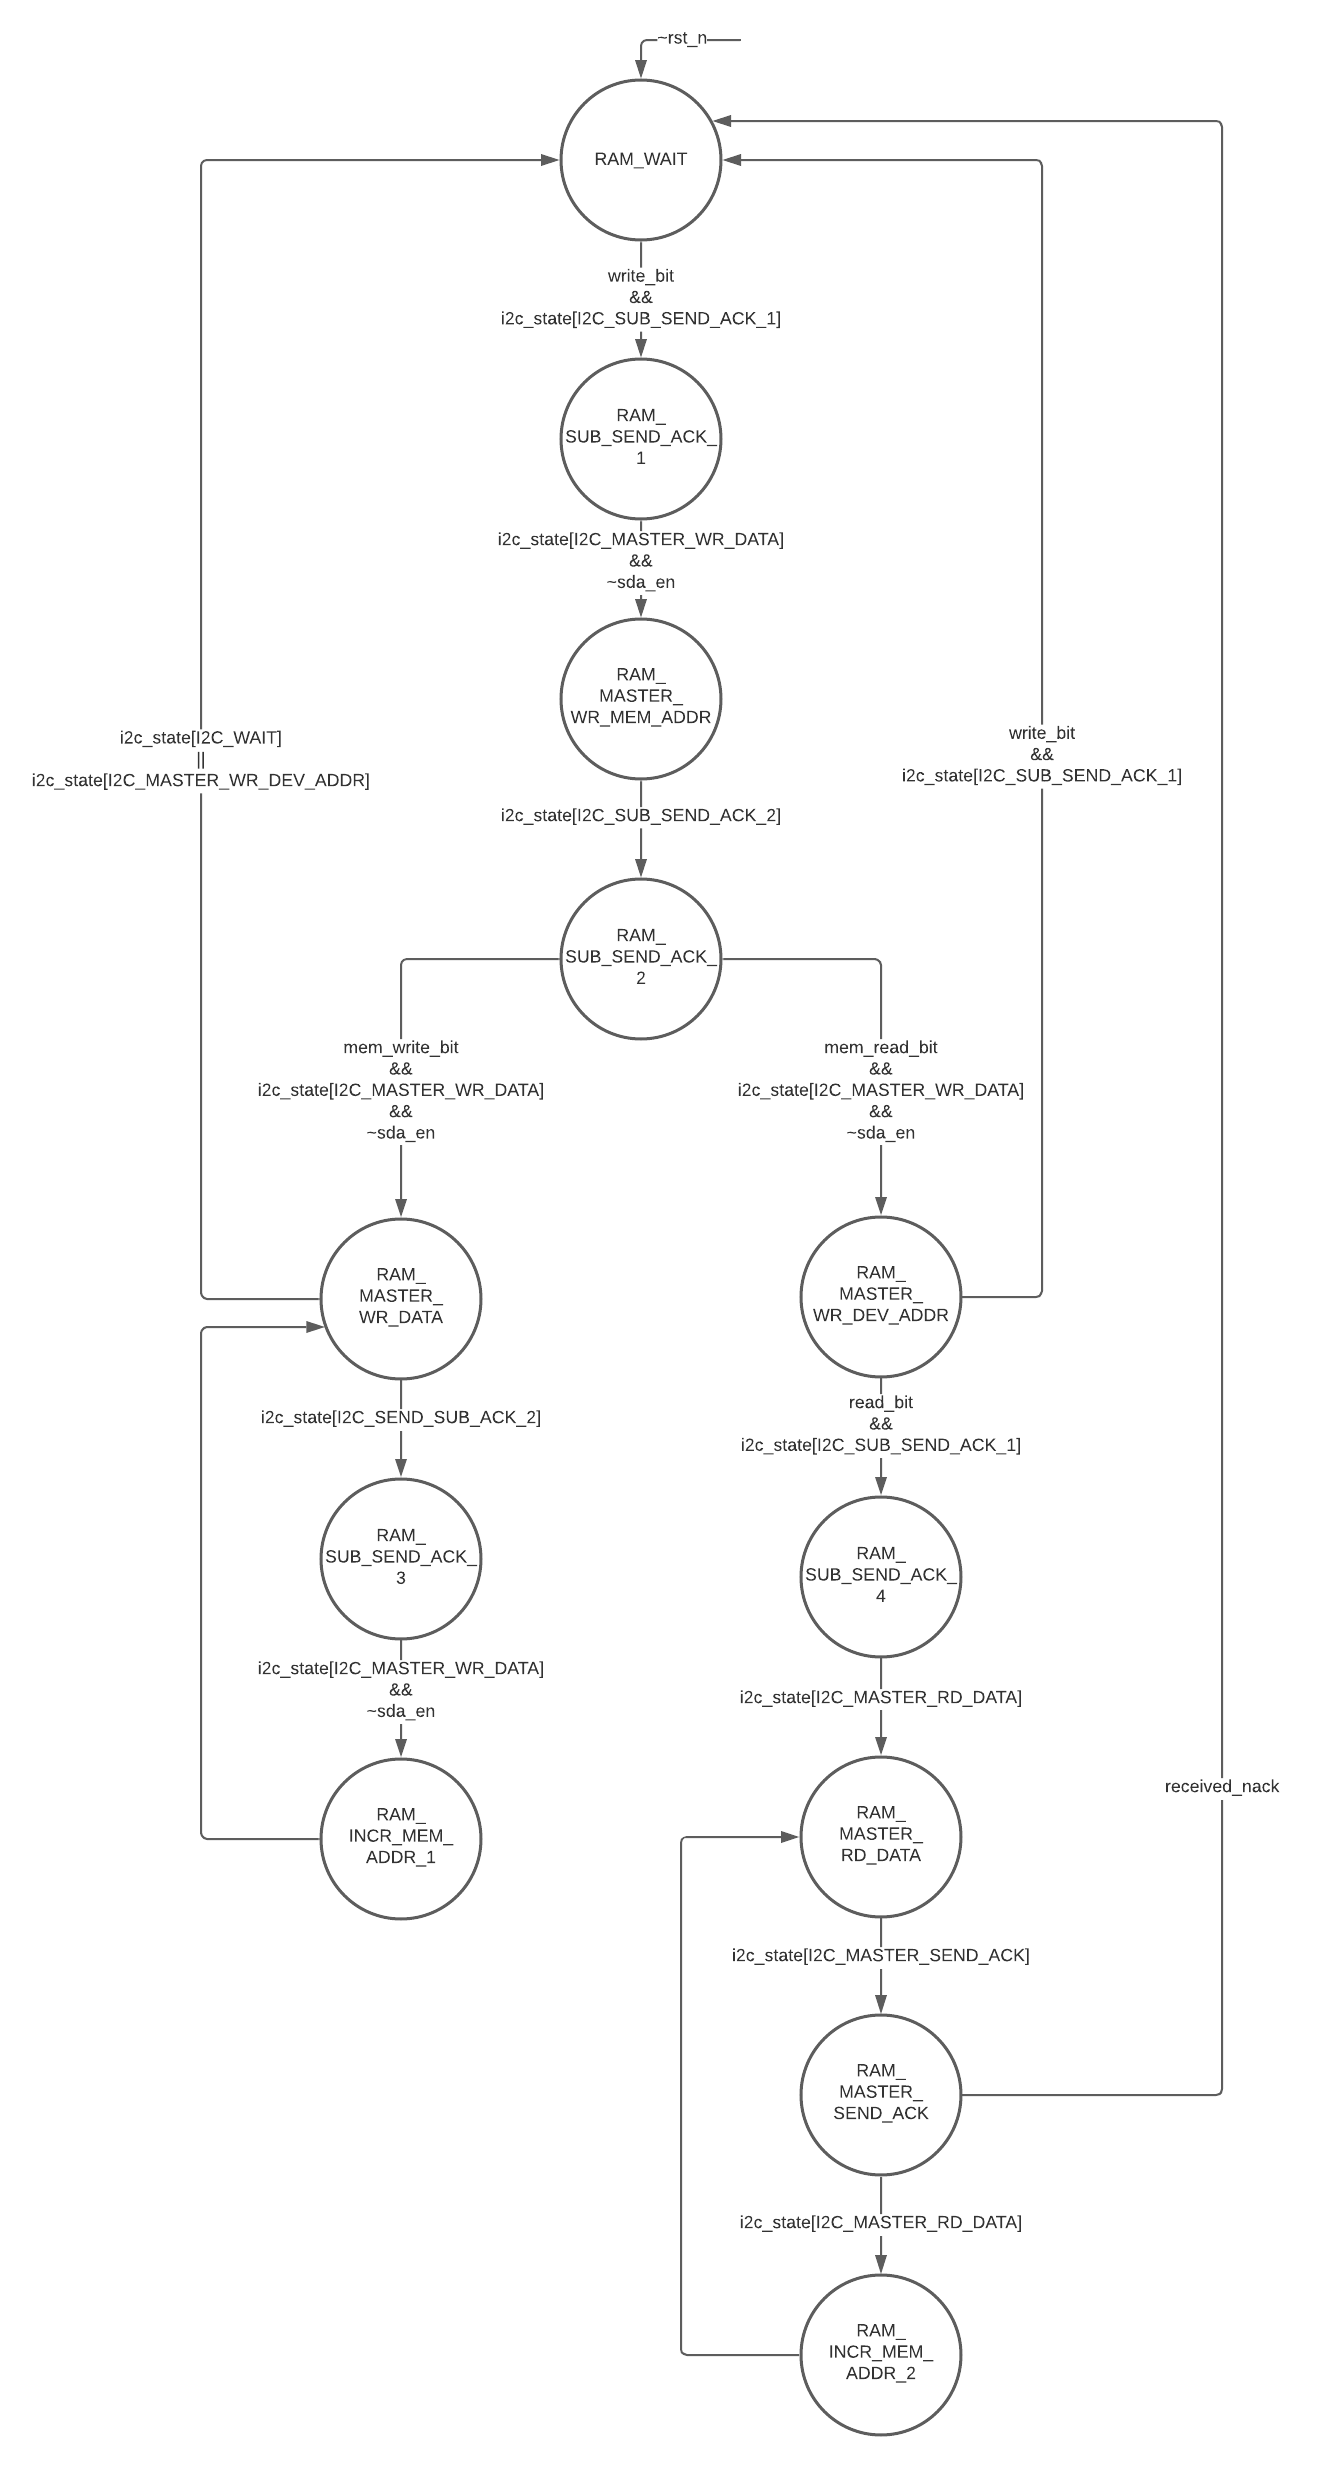 ~rst_n
RAM_WAIT
write_bit
&&
i2c_state[I2C_SUB_SEND_ACK_1]
RAM_
SUB_SEND_ACK_
1
i2c_state[I2C_MASTER_WR_DATA]
&&
~sda_en
RAM_
MASTER_
WR_MEM_ADDR
i2c_state[I2C_WAIT]
||
i2c_state[I2C_MASTER_WR_DEV_ADDR]
write_bit
&&
i2c_state[I2C_SUB_SEND_ACK_1]
i2c_state[I2C_SUB_SEND_ACK_2]
RAM_
SUB_SEND_ACK_
2
mem_write_bit
&&
i2c_state[I2C_MASTER_WR_DATA]
&&
~sda_en
mem_read_bit
&&
i2c_state[I2C_MASTER_WR_DATA]
&&
~sda_en
RAM_
MASTER_
WR_DATA
RAM_
MASTER_
WR_DEV_ADDR
i2c_state[I2C_SEND_SUB_ACK_2]
read_bit
&&
i2c_state[I2C_SUB_SEND_ACK_1]
RAM_
SUB_SEND_ACK_
3
RAM_
SUB_SEND_ACK_
4
i2c_state[I2C_MASTER_WR_DATA]
&&
~sda_en
i2c_state[I2C_MASTER_RD_DATA]
received_nack
RAM_
INCR_MEM_
ADDR_1
RAM_
MASTER_
RD_DATA
i2c_state[I2C_MASTER_SEND_ACK]
RAM_
MASTER_
SEND_ACK
i2c_state[I2C_MASTER_RD_DATA]
RAM_
INCR_MEM_
ADDR_2